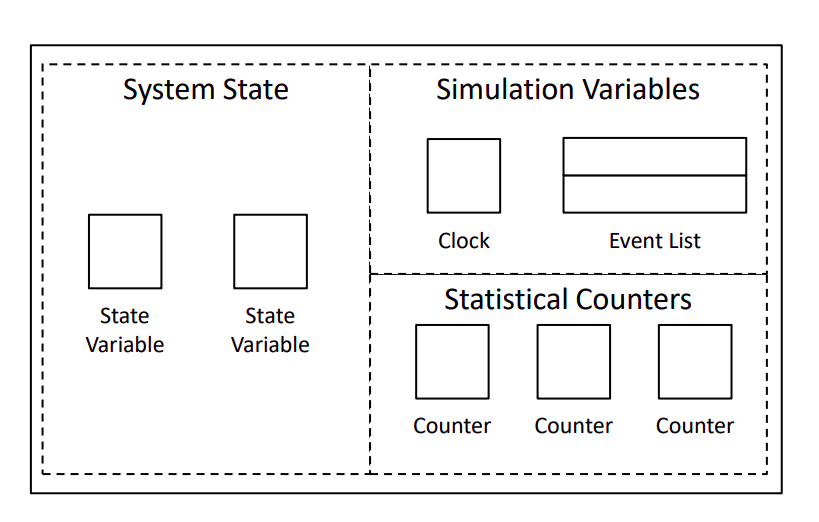 System State
State
Variable
State
Variable
Simulation Variables
Clock
Event List
Statistical Counters
Counter
Counter
Counter